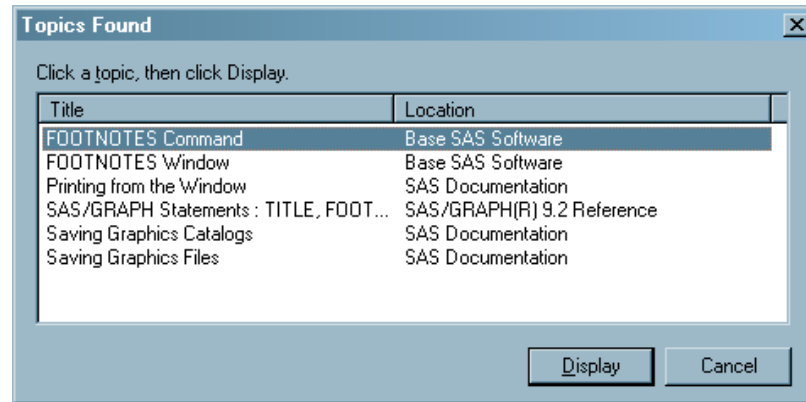 Topics Found
Click a topic, then click Display.
Title Location
FOOTNOTES Command Base SAS Software
FOOTNOTES Window Base SAS Software
Printing from the Window SAS Documentation
SAS/GRAPH Statements : TITLE, FOOT... SAS/GRAPH(R) 9.2 Reference
Saving Graphics Catalogs SAS Documentation
Saving Graphics Files SAS Documentation
Display Cancel